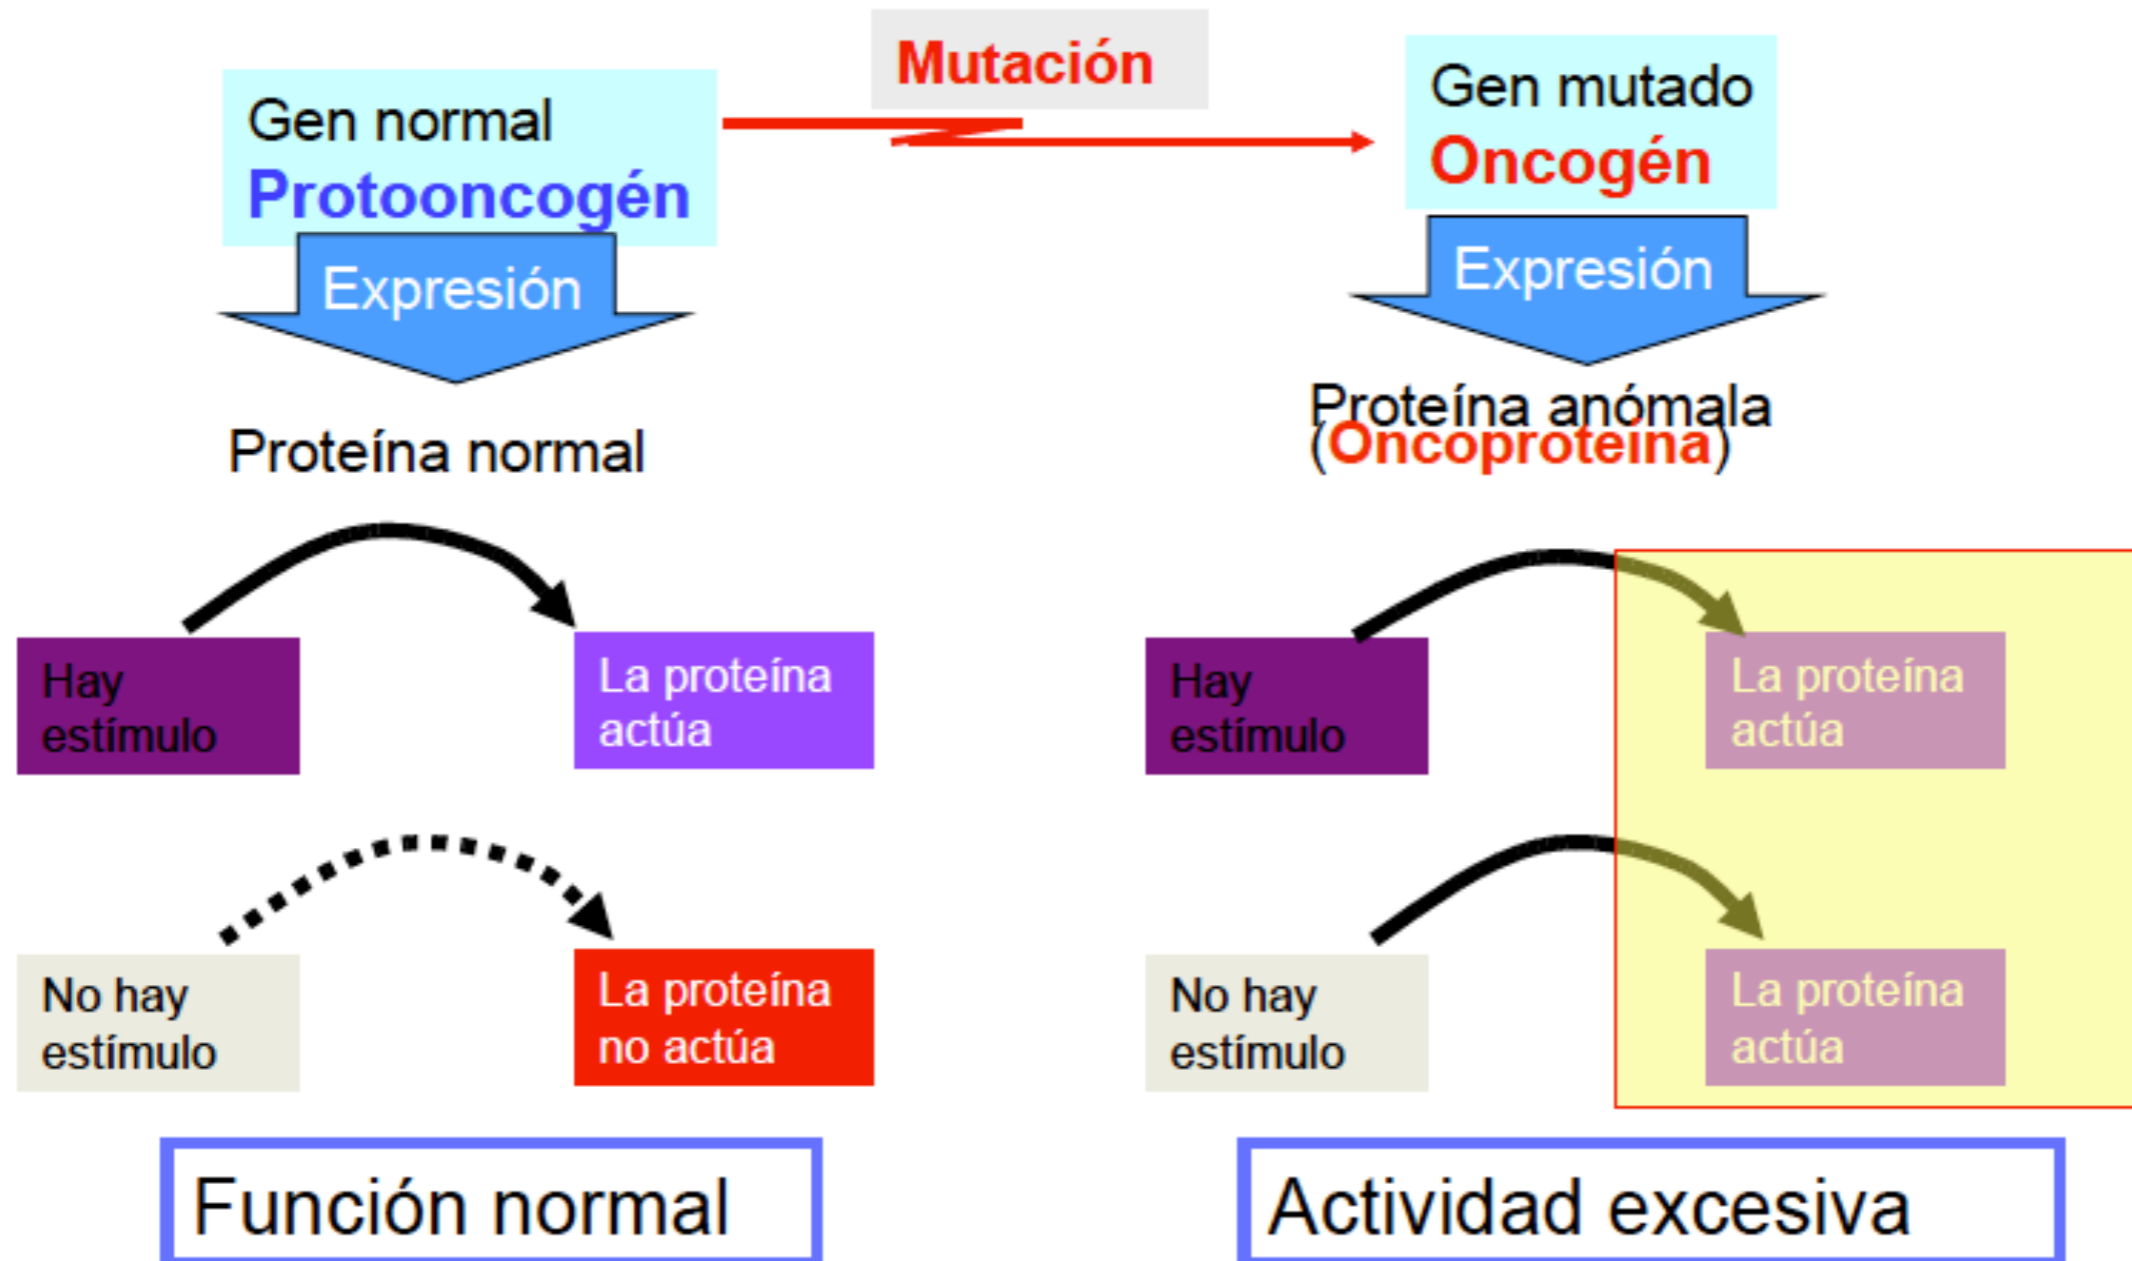 Mutación
Gen normal
Protooncogén
Gen mutado
Oncogén
Expresión
Expresión
Proteína normal
Proteína anómala
(Oncoproteína)
Hay
estímulo
La proteína
actúa
Hay
estímulo
La proteína
actúa
No hay
estímulo
La proteína
no actúa
No hay
estímulo
La proteína
actúa
Función normal
Actividad excesiva